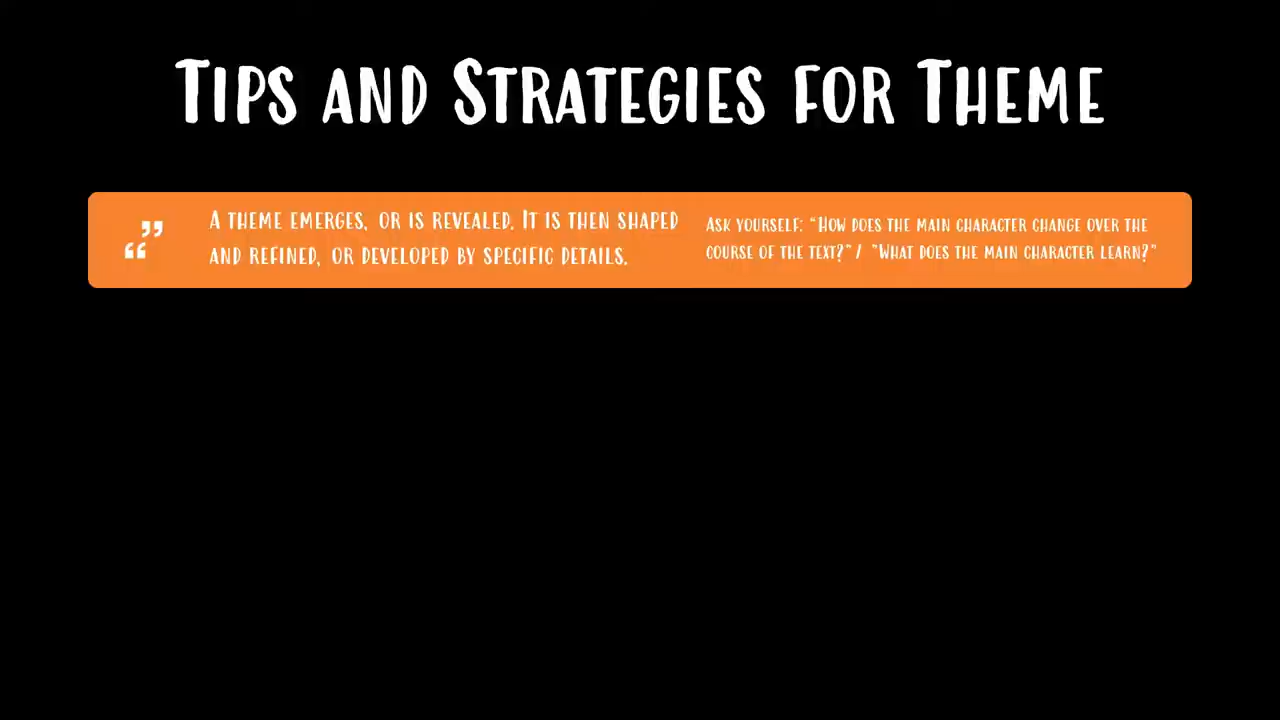 Tips and Strategies for Theme
A theme emerges, or is revealed. It is then shaped
and refined, or developed by specific details.
Ask yourself: "How does the main character change over the
course of the text?" / "What does the main character learn?"